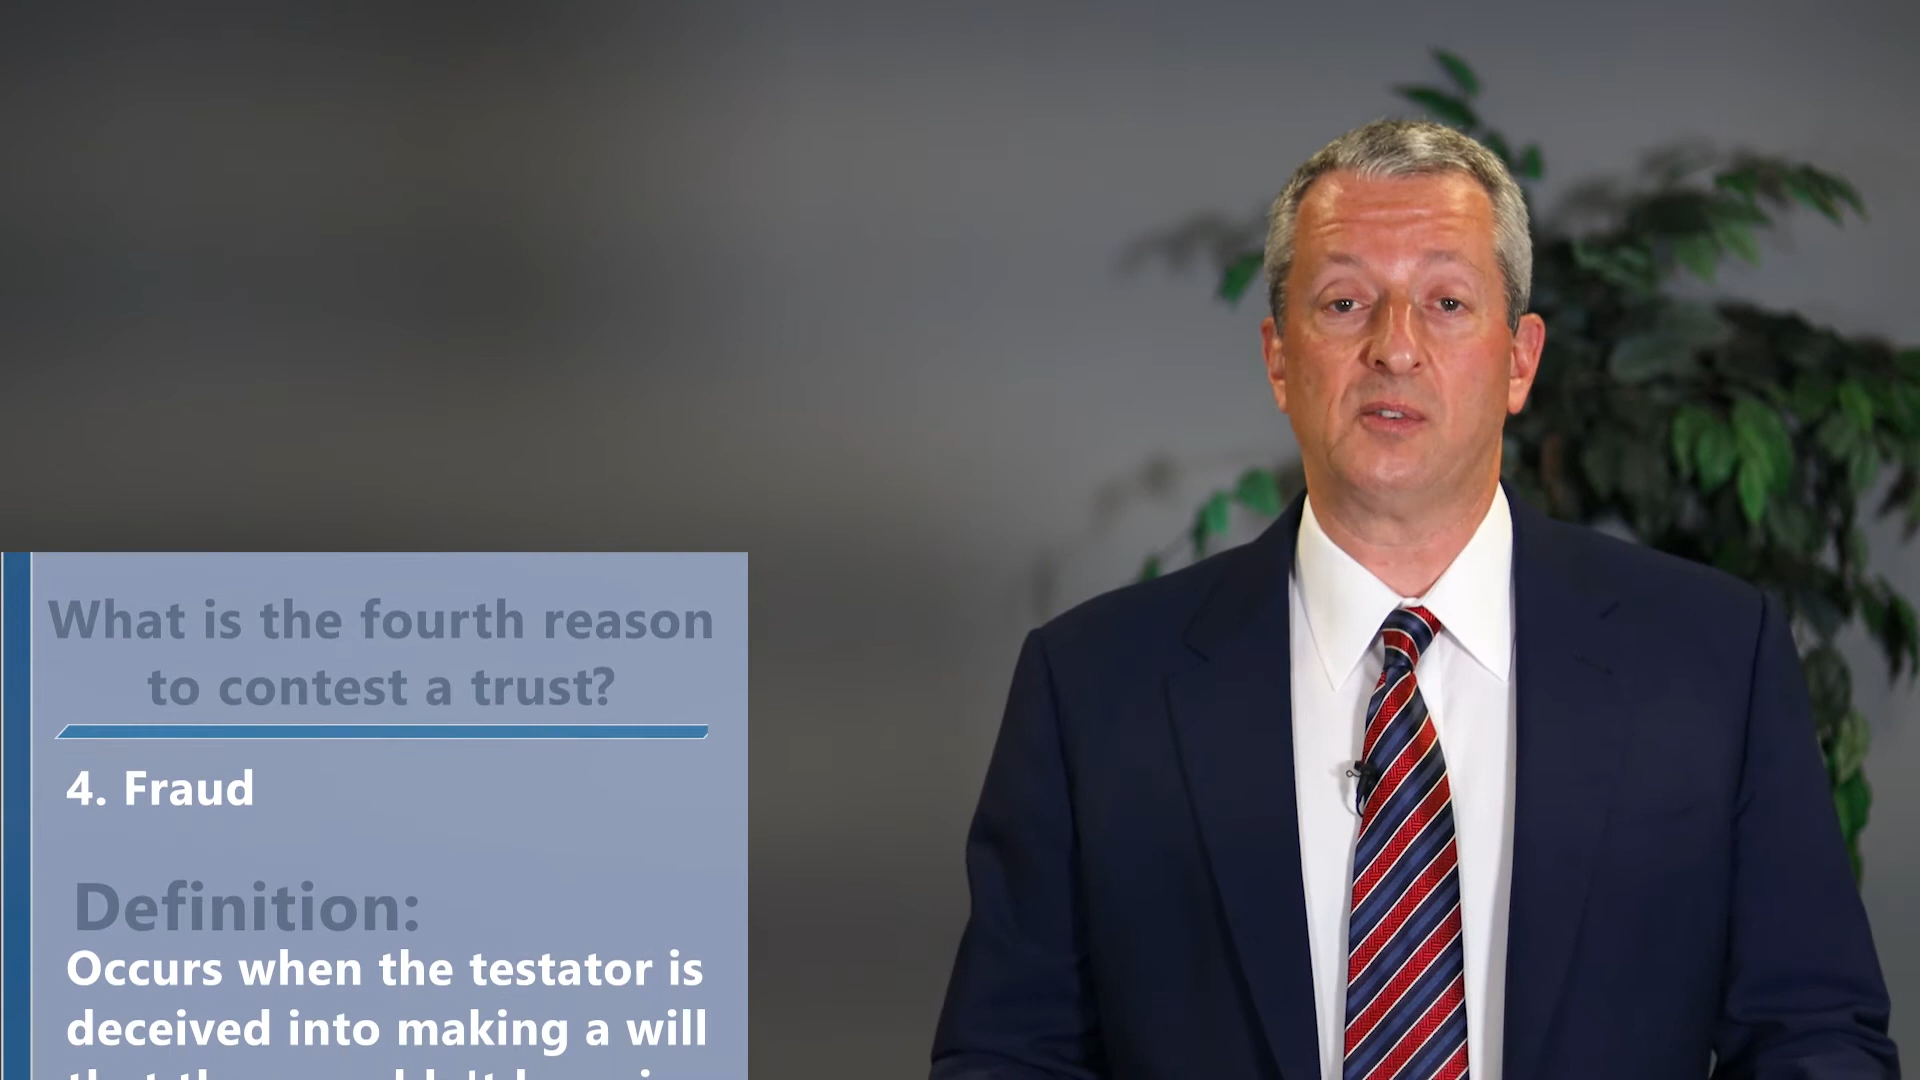 What is the fourth reason
to contest a trust?
4. Fraud
Definition:
Occurs when the testator is
deceived into making a will